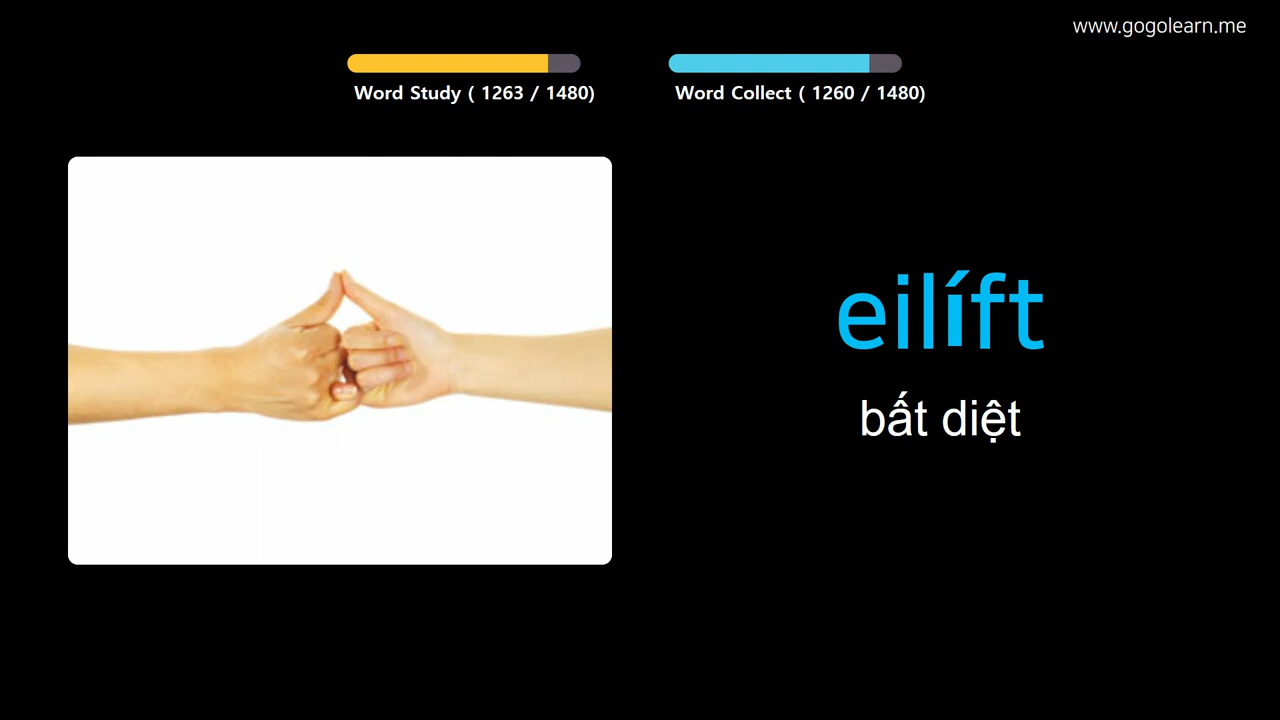 www.gogolearn.me
Word Study ( 1263 / 1480)
Word Collect ( 1260 / 1480)
eilíft
bất diệt